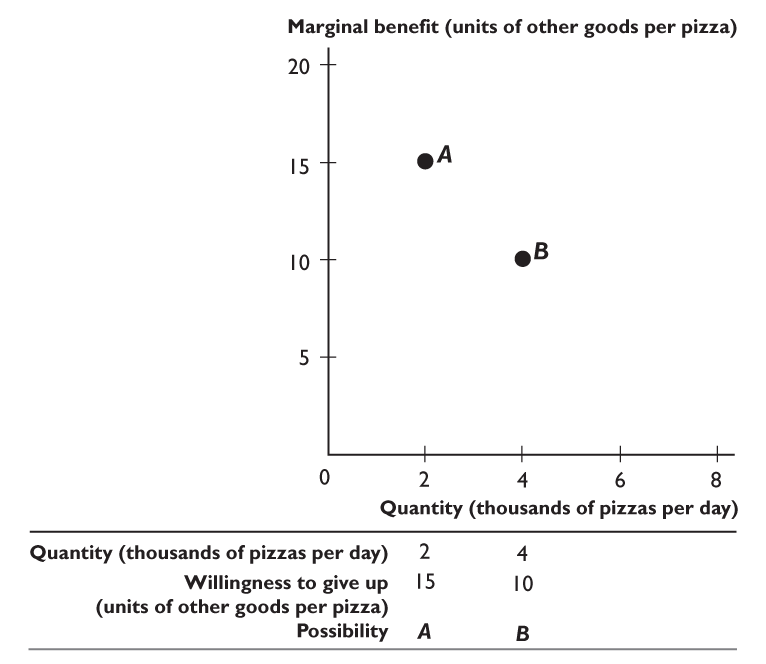 Marginal benefit (units of other goods per pizza)
20
15
A
10
B
5
0 2 4 6 8
Quantity (thousands of pizzas per day)
Quantity (thousands of pizzas per day) 2 4
Willingness to give up 15 10
(units of other goods per pizza)
Possibility A B